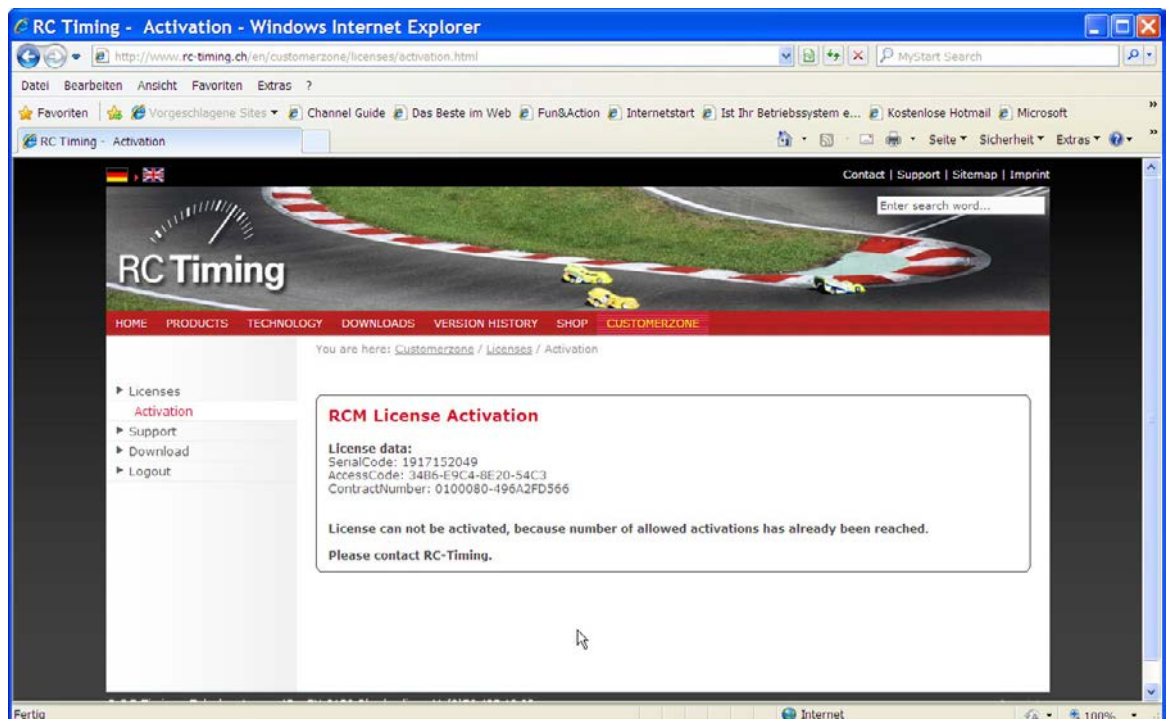 RC Timing - Activation - Windows Internet Explorer
http://www.rc-timing.ch/en/customerzone/licenses/activation.html
MyStart Search
Datei Bearbeiten Ansicht Favoriten Extras ?
Favoriten Vorgeschlagene Sites Channel Guide Das Beste im Web Fun&Action Internetstart Ist Ihr Betriebssystem e... Kostenlose Hotmail Microsoft »
RC Timing - Activation
Seite Sicherheit Extras »
Contact | Support | Sitemap | Imprint
Enter search word...
RC Timing
HOME PRODUCTS TECHNOLOGY DOWNLOADS VERSION HISTORY SHOP CUSTOMERZONE
You are here: Customerzone / Licenses / Activation
Licenses
Activation
Support
Download
Logout
RCM License Activation
License data:
SerialCode: 1917152049
AccessCode: 34B6-E9C4-8E20-54C3
ContractNumber: 0100080-496A2FD566
License can not be activated, because number of allowed activations has already been reached.
Please contact RC-Timing.
Fertig
Internet
100%